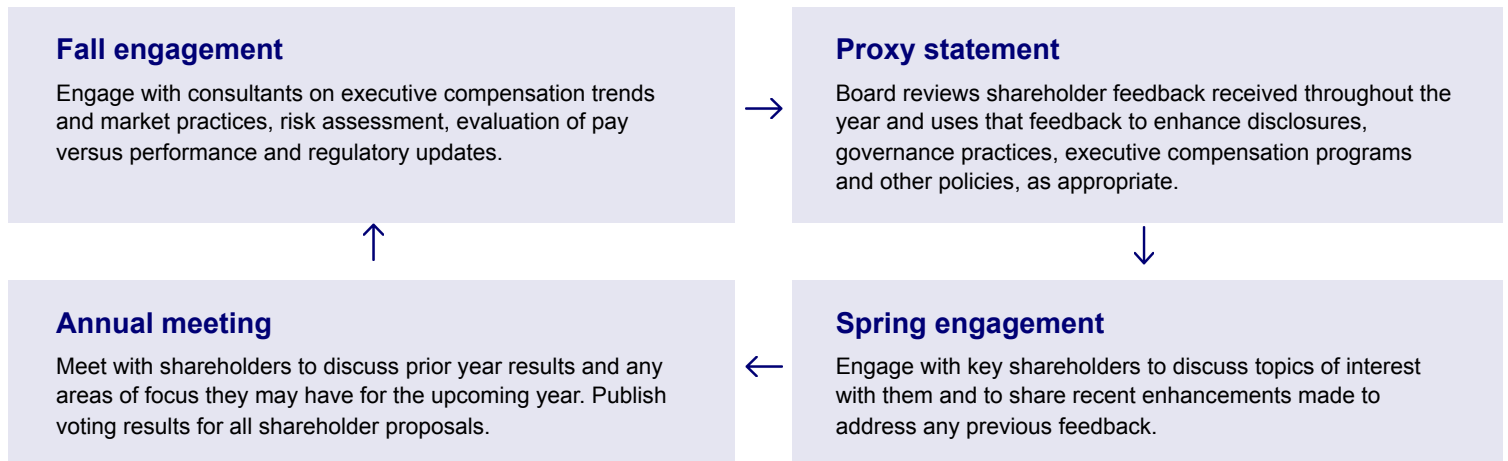 Fall engagement
Engage with consultants on executive compensation trends
and market practices, risk assessment, evaluation of pay
versus performance and regulatory updates.
Proxy statement
Board reviews shareholder feedback received throughout the
year and uses that feedback to enhance disclosures,
governance practices, executive compensation programs
and other policies, as appropriate.
Annual meeting
Meet with shareholders to discuss prior year results and any
areas of focus they may have for the upcoming year. Publish
voting results for all shareholder proposals.
Spring engagement
Engage with key shareholders to discuss topics of interest
with them and to share recent enhancements made to
address any previous feedback.